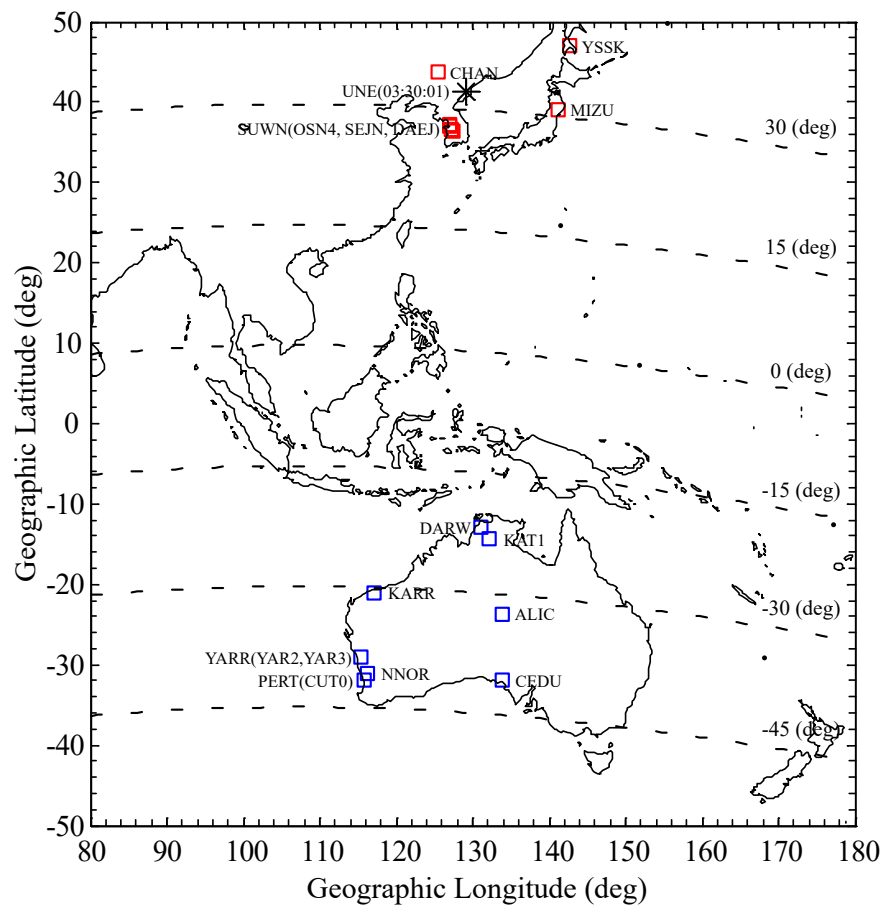 50
YSSK
CHAN
UNE(03:30:01)
40
MIZU
SUWN(OSN4, SEJN, DAEJ)
30 (deg)
30
15 (deg)
20
10
0 (deg)
0
-15 (deg)
-10
DARW
KAT1
-20
KARR
-30 (deg)
ALIC
YARR(YAR2,YAR3)
-30
NNOR
PERT(CUT0)
CEDU
-45 (deg)
-40
-50
80 90 100 110 120 130 140 150 160 170 180
Geographic Longitude (deg)
Geographic Latitude (deg)